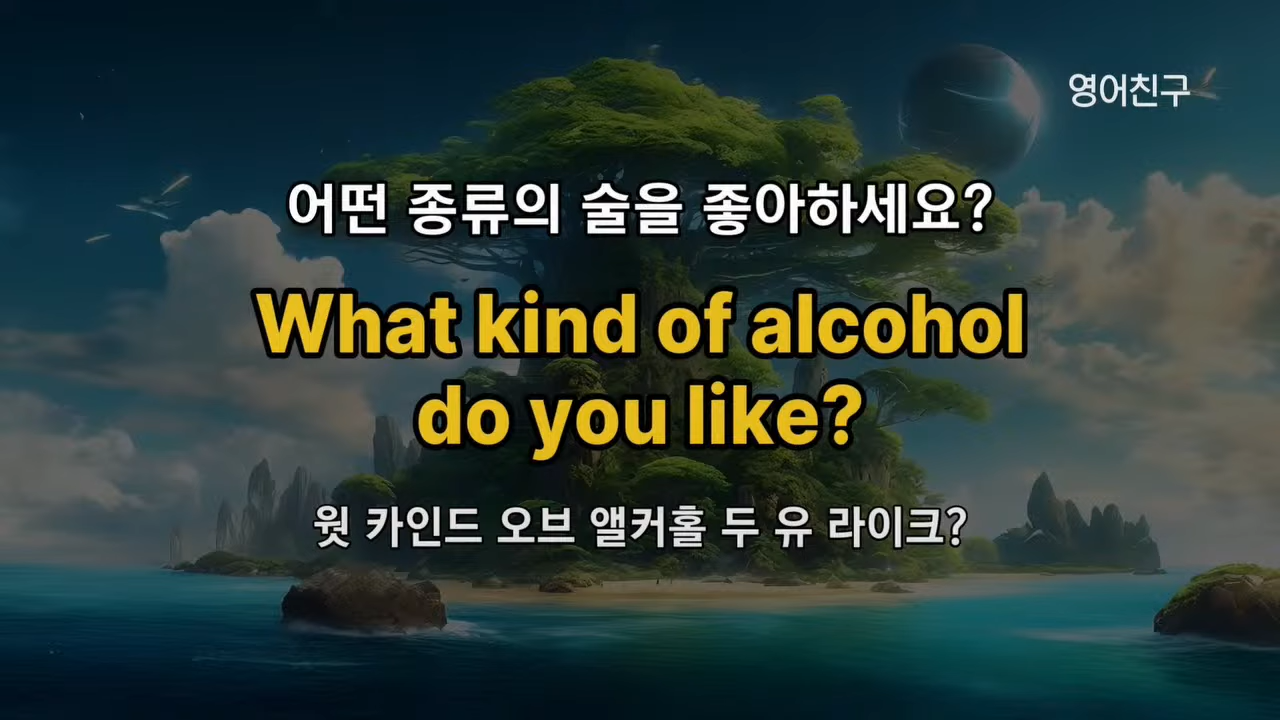 영어친구
어떤 종류의 술을 좋아하세요?
What kind of alcohol
do you like?
웟 카인드 오브 앨커홀 두 유 라이크?